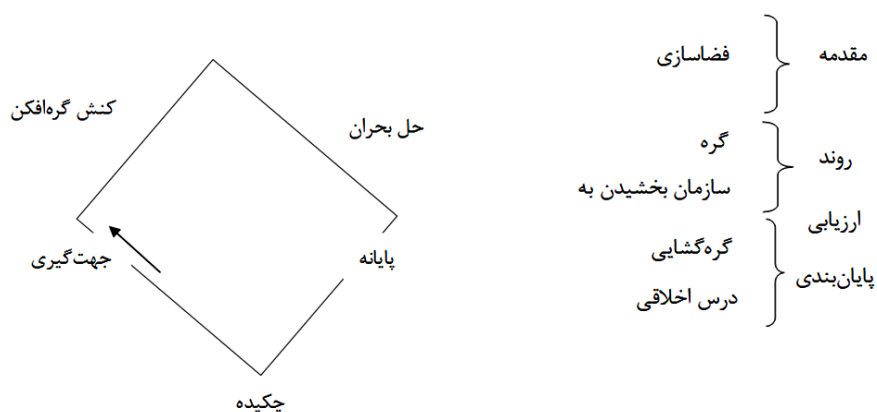 مقدمه
فضاسازی
روند
گره
سازمان بخشیدن به
ارزیابی
پایان‌بندی
گره‌گشایی
درس اخلاقی
کنش گره‌افکن
حل بحران
جهت‌گیری
پایانه
چکیده